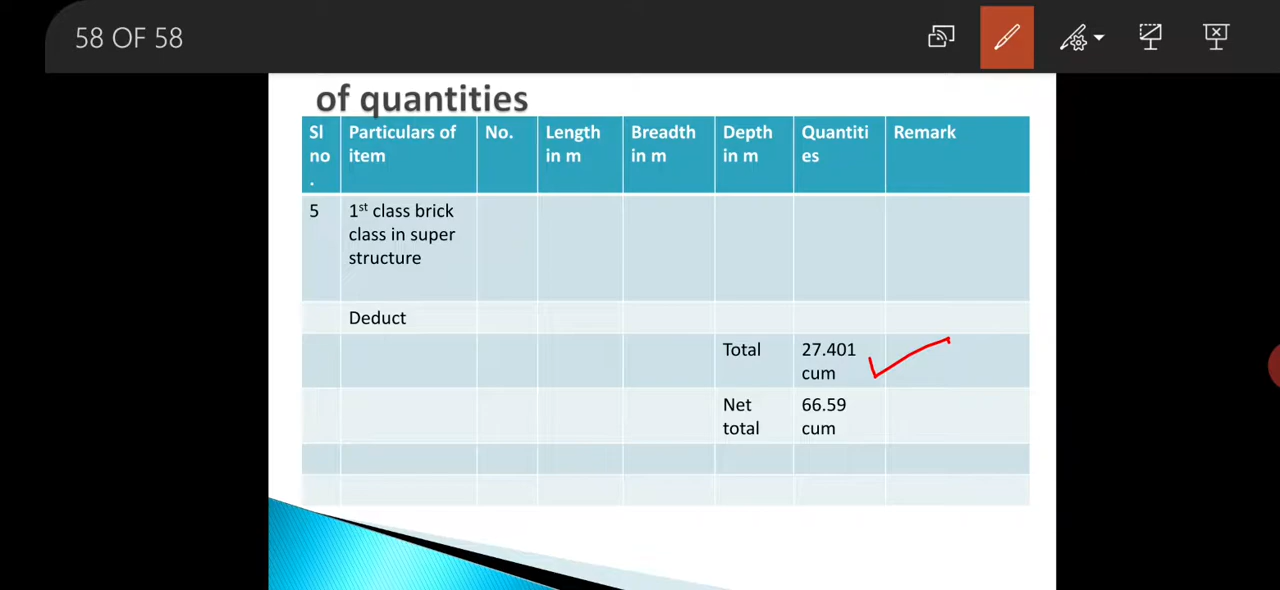 58 OF 58
of quantities
Sl no . Particulars of item No. Length in m Breadth in m Depth in m Quantiti es Remark
5 1st class brick class in super structure
Deduct
Total 27.401 cum
Net total 66.59 cum